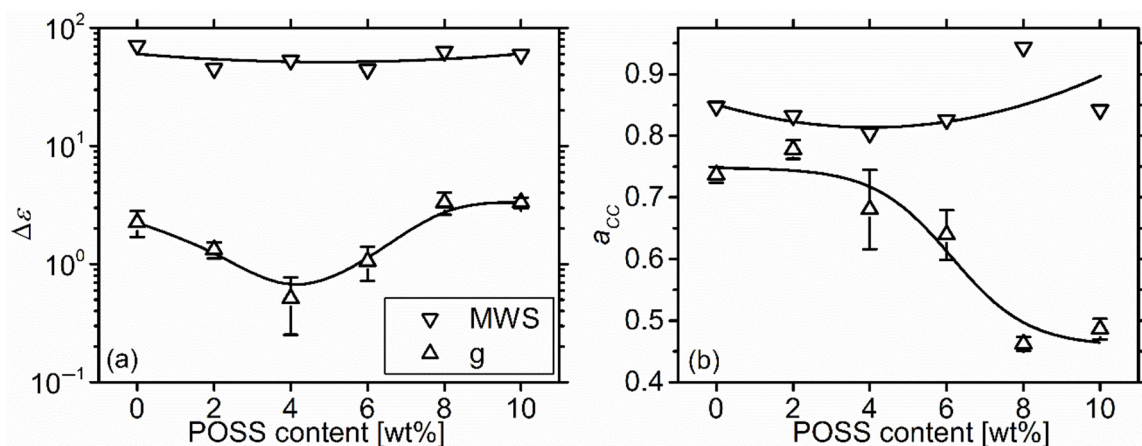 Δε
10²
10¹
10⁰
10⁻¹
(a)
MWS
g
0 2 4 6 8 10
POSS content [wt%]
a_CC
0.9
0.8
0.7
0.6
0.5
0.4
(b)
0 2 4 6 8 10
POSS content [wt%]